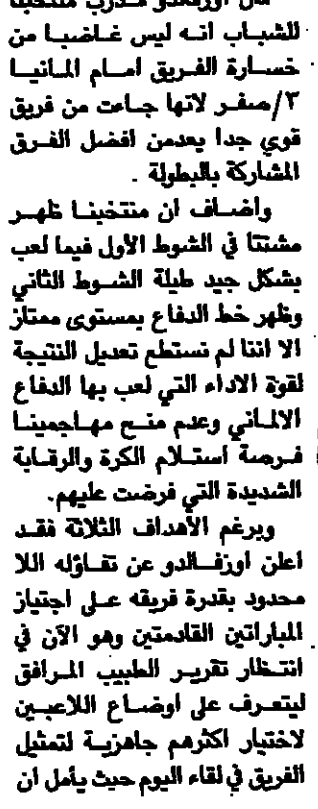 قال اوزفالدو مدرب منتخبنا
للشباب انه ليس غاضبا من
خسارة الفريق امام المانيا
٣/صفر لانها جاءت من فريق
قوي جدا يعدمن افضل الفرق
المشاركة بالبطولة .
واضاف ان منتخبنا ظهر
مشتتا في الشوط الأول فيما لعب
بشكل جيد طيلة الشوط الثاني
وظهر خط الدفاع بمستوى ممتاز
الا اننا لم نستطع تعديل النتيجة
لقوة الاداء التي لعب بها الدفاع
الالماني وعدم منح مهاجمينا
فرصة استلام الكرة والرقابة
الشديدة التي فرضت عليهم.
وبرغم الأهداف الثلاثة فقد
اعلن اوزفالدو عن تفاؤله اللا
محدود بقدرة فريقه على اجتياز
المباراتين القادمتين وهو الآن في
انتظار تقرير الطبيب المرافق
ليتعرف على اوضاع اللاعبين
لاختيار اكثرهم جاهزية لتمثيل
الفريق في لقاء اليوم حيث يأمل ان